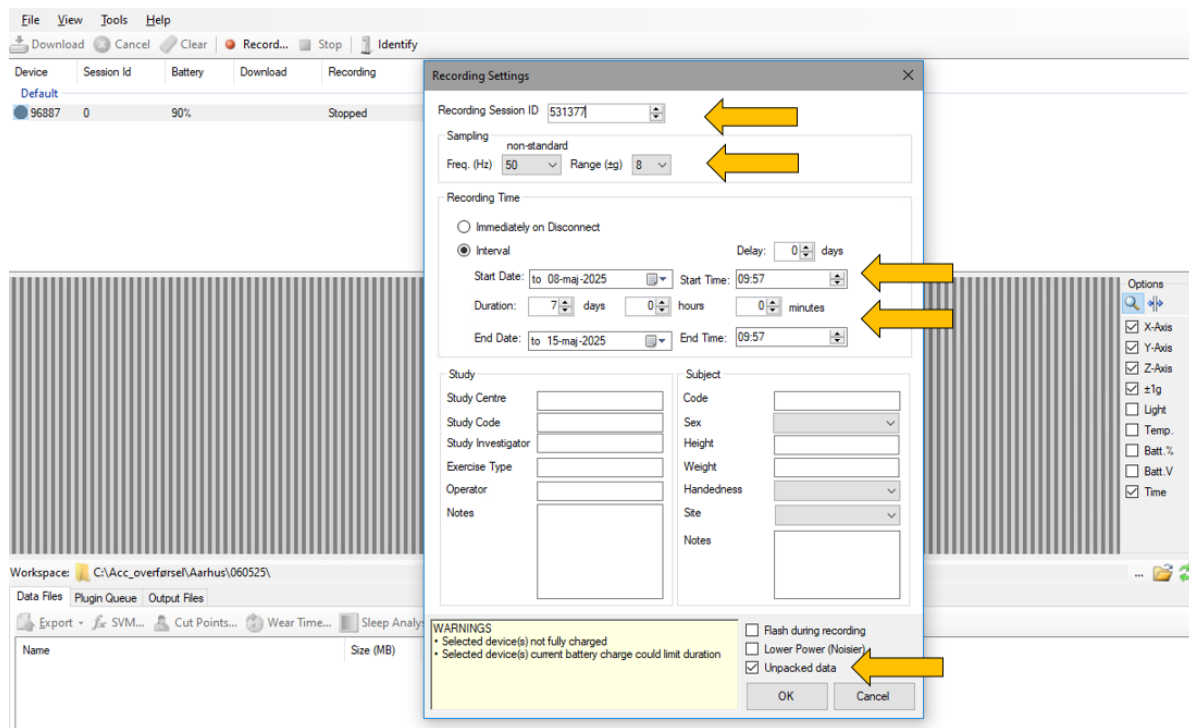 File View Tools Help
Download Cancel Clear Record... Stop Identify
Device Session Id Battery Download Recording
Default
96887 0 90% Stopped
Recording Settings
Recording Session ID 531377
Sampling
non-standard
Freq. (Hz) 50 Range (±g) 8
Recording Time
Immediately on Disconnect
Interval Delay: 0 days
Start Date: to 08-maj-2025 Start Time: 09:57
Duration: 7 days 0 hours 0 minutes
End Date: to 15-maj-2025 End Time: 09:57
Study
Study Centre
Study Code
Study Investigator
Exercise Type
Operator
Notes
Subject
Code
Sex
Height
Weight
Handedness
Site
Notes
WARNINGS
• Selected device(s) not fully charged
• Selected device(s) current battery charge could limit duration
Flash during recording
Lower Power (Noisier)
Unpacked data
OK Cancel
Options
X-Axis
Y-Axis
Z-Axis
±1g
Light
Temp.
Batt.%
Batt.V
Time
Workspace: C:\Acc_overførsel\Aarhus\060525\ ...
Data Files Plugin Queue Output Files
Export fx SVM... Cut Points... Wear Time... Sleep Analys
Name Size (MB)